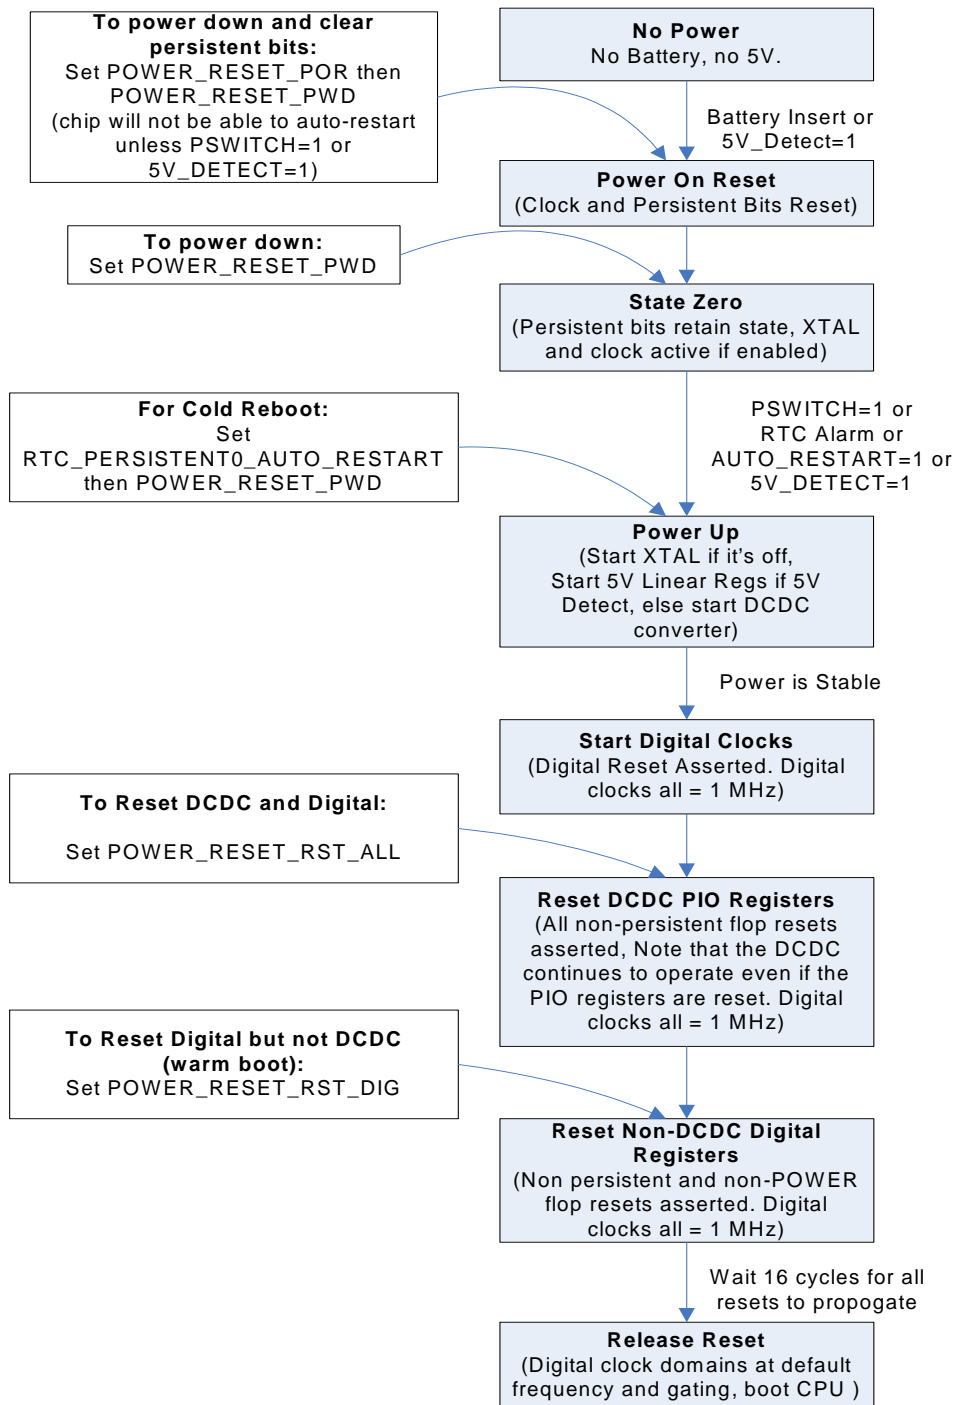 To power down and clear
persistent bits:
Set POWER_RESET_POR then
POWER_RESET_PWD
(chip will not be able to auto-restart
unless PSWITCH=1 or
5V_DETECT=1)
No Power
No Battery, no 5V.
Battery Insert or
5V_Detect=1
Power On Reset
(Clock and Persistent Bits Reset)
To power down:
Set POWER_RESET_PWD
State Zero
(Persistent bits retain state, XTAL
and clock active if enabled)
For Cold Reboot:
Set
RTC_PERSISTENT0_AUTO_RESTART
then POWER_RESET_PWD
PSWITCH=1 or
RTC Alarm or
AUTO_RESTART=1 or
5V_DETECT=1
Power Up
(Start XTAL if it's off,
Start 5V Linear Regs if 5V
Detect, else start DCDC
converter)
Power is Stable
Start Digital Clocks
(Digital Reset Asserted. Digital
clocks all = 1 MHz)
To Reset DCDC and Digital:
Set POWER_RESET_RST_ALL
Reset DCDC PIO Registers
(All non-persistent flop resets
asserted, Note that the DCDC
continues to operate even if the
PIO registers are reset. Digital
clocks all = 1 MHz)
To Reset Digital but not DCDC
(warm boot):
Set POWER_RESET_RST_DIG
Reset Non-DCDC Digital
Registers
(Non persistent and non-POWER
flop resets asserted. Digital
clocks all = 1 MHz)
Wait 16 cycles for all
resets to propogate
Release Reset
(Digital clock domains at default
frequency and gating, boot CPU )